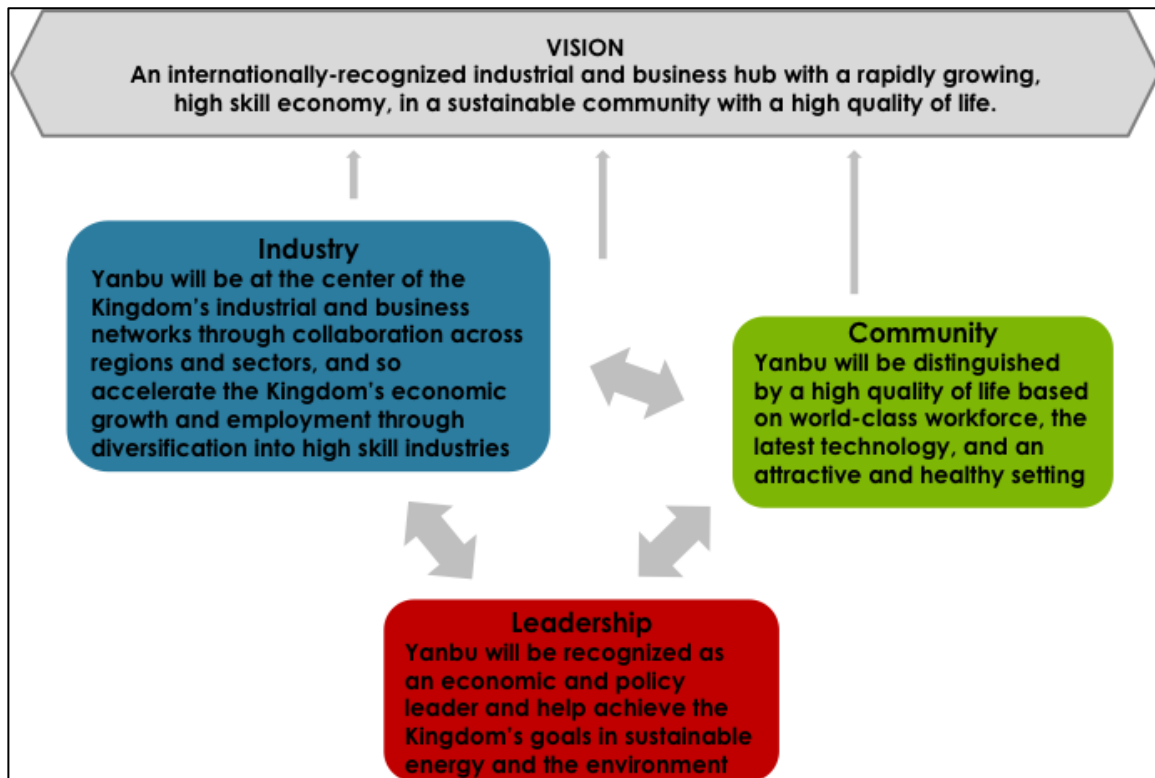 VISION
An internationally-recognized industrial and business hub with a rapidly growing,
high skill economy, in a sustainable community with a high quality of life.
Industry
Yanbu will be at the center of the
Kingdom's industrial and business
networks through collaboration across
regions and sectors, and so
accelerate the Kingdom's economic
growth and employment through
diversification into high skill industries
Community
Yanbu will be distinguished
by a high quality of life based
on world-class workforce, the
latest technology, and an
attractive and healthy setting
Leadership
Yanbu will be recognized as
an economic and policy
leader and help achieve the
Kingdom's goals in sustainable
energy and the environment